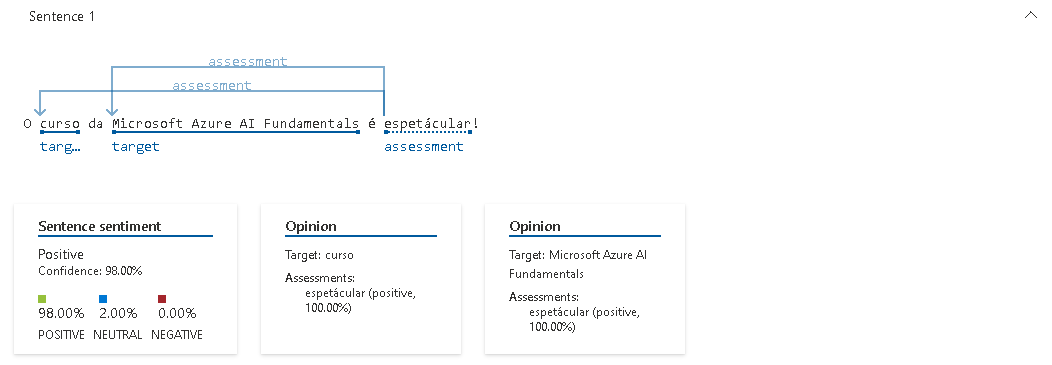 Sentence 1
assessment
assessment
O curso da Microsoft Azure AI Fundamentals é espetácular!
targ… target assessment
Sentence sentiment
Positive
Confidence: 98.00%
98.00% 2.00% 0.00%
POSITIVE NEUTRAL NEGATIVE
Opinion
Target: curso
Assessments:
espetácular (positive,
100.00%)
Opinion
Target: Microsoft Azure AI
Fundamentals
Assessments:
espetácular (positive,
100.00%)